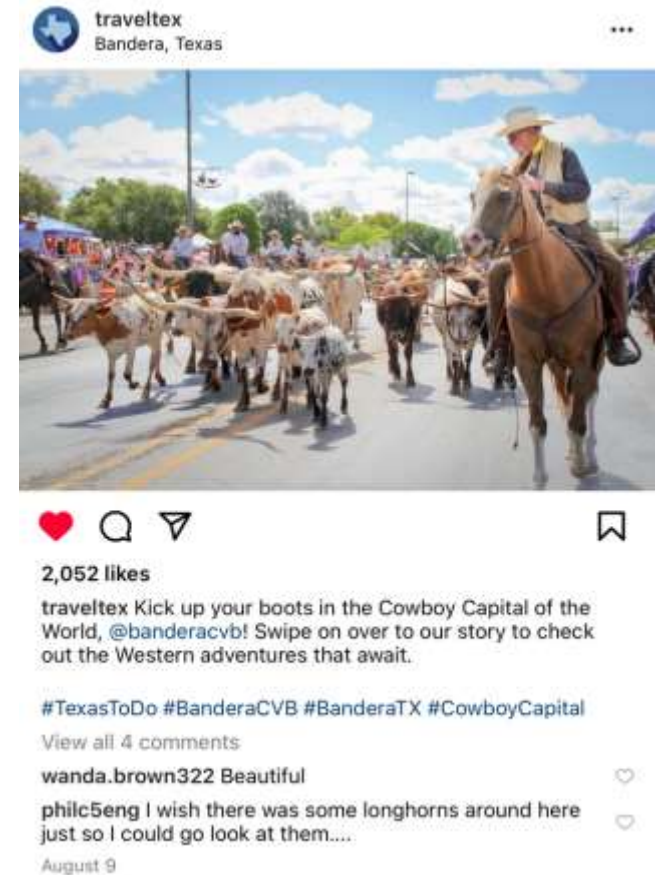 traveltex
Bandera, Texas
2,052 likes
traveltex Kick up your boots in the Cowboy Capital of the
World, @banderacvb! Swipe on over to our story to check
out the Western adventures that await.
#TexasToDo #BanderaCVB #BanderaTX #CowboyCapital
View all 4 comments
wanda.brown322 Beautiful
philc5eng I wish there was some longhorns around here
just so I could go look at them....
August 9